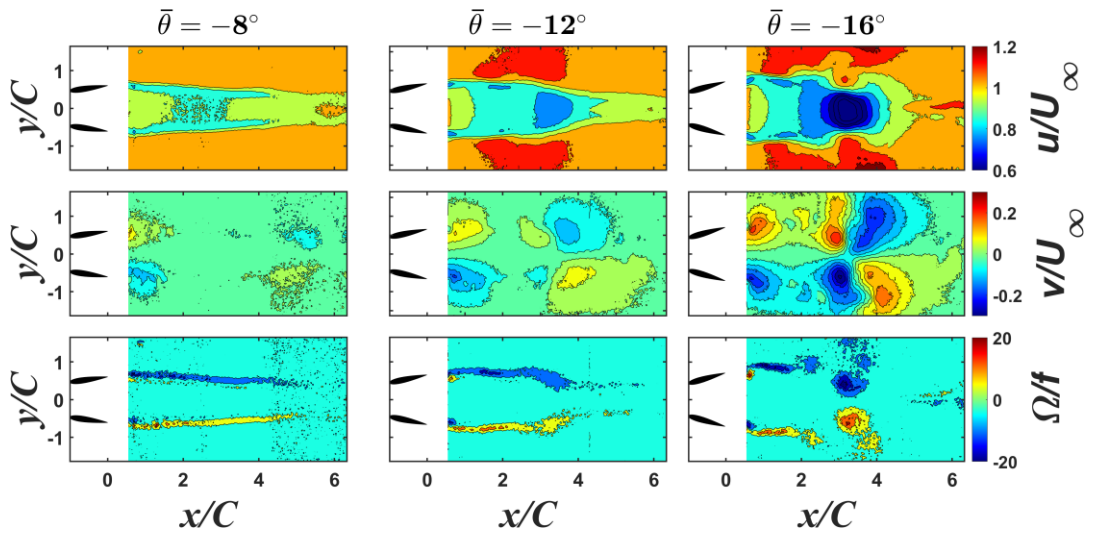 θ̄ = −8° θ̄ = −12° θ̄ = −16°
y/C 1 0 -1 1.2 1 0.8 0.6 u/U∞
y/C 1 0 -1 0.2 0 -0.2 v/U∞
y/C 1 0 -1 20 10 0 -10 -20 Ω/f
0 2 4 6 0 2 4 6 0 2 4 6
x/C x/C x/C